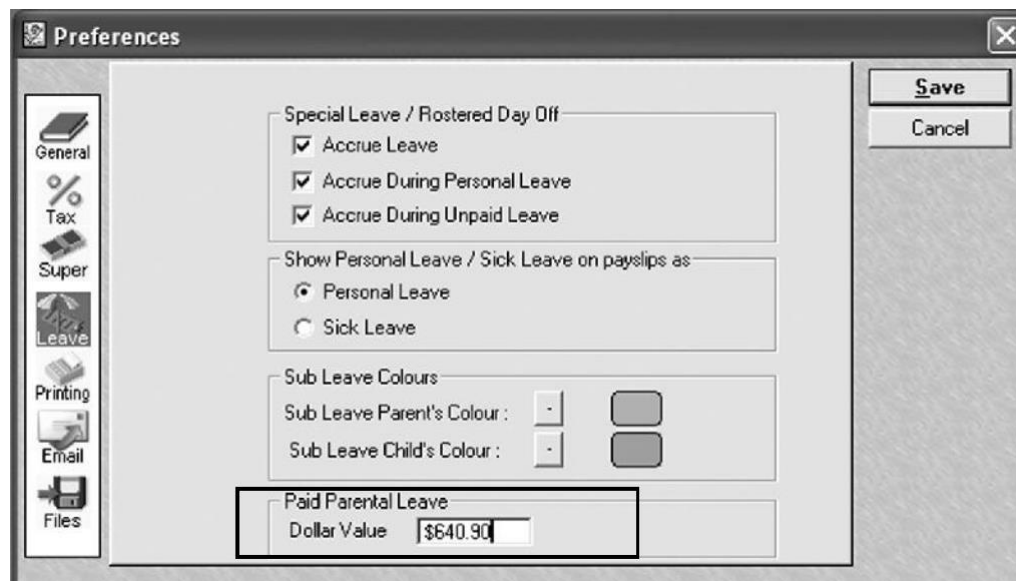 Preferences
General
Tax
Super
Leave
Printing
Email
Files
Special Leave / Rostered Day Off
Accrue Leave
Accrue During Personal Leave
Accrue During Unpaid Leave
Show Personal Leave / Sick Leave on payslips as
Personal Leave
Sick Leave
Sub Leave Colours
Sub Leave Parent's Colour :
Sub Leave Child's Colour :
Paid Parental Leave
Dollar Value $640.90
Save
Cancel